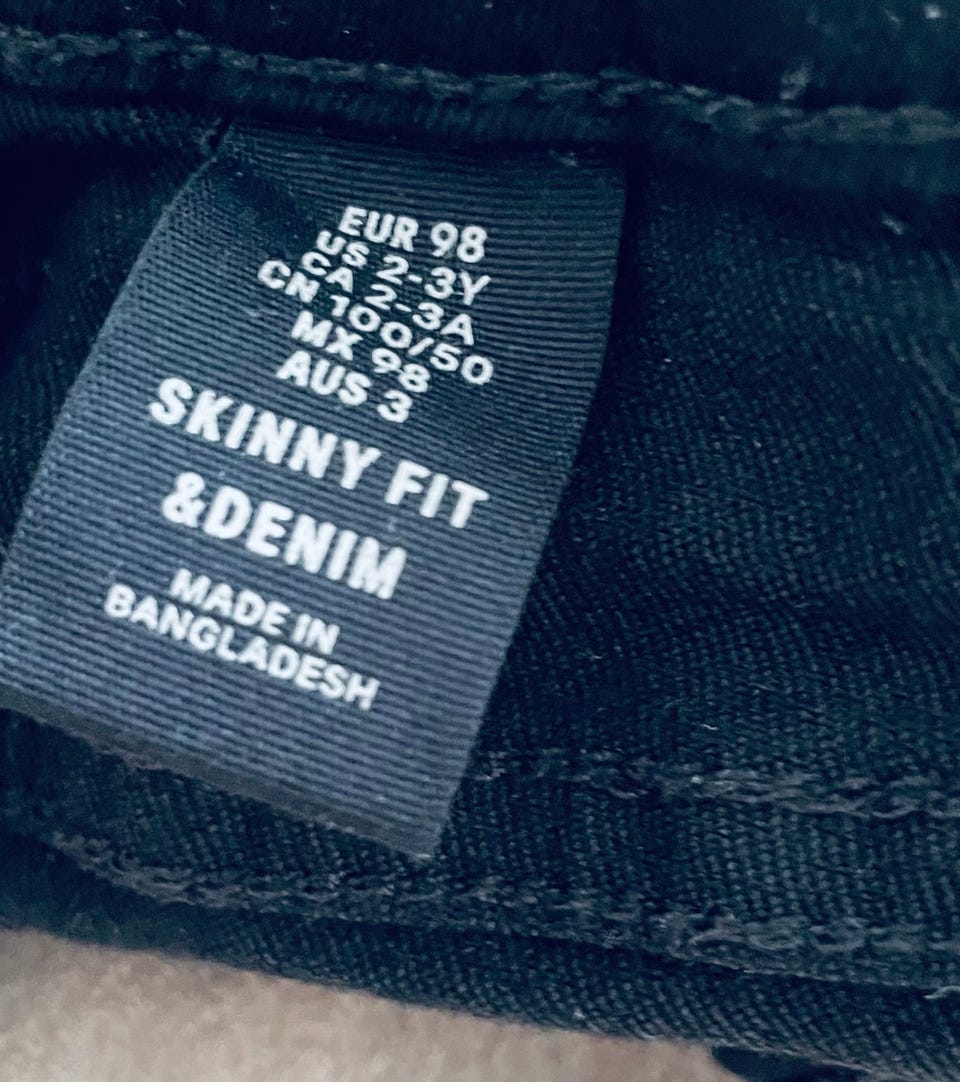 EUR 98
US 2-3Y
CA 2-3A
CN 100/50
MX 98
AUS 3
SKINNY FIT
&DENIM
MADE IN
BANGLADESH